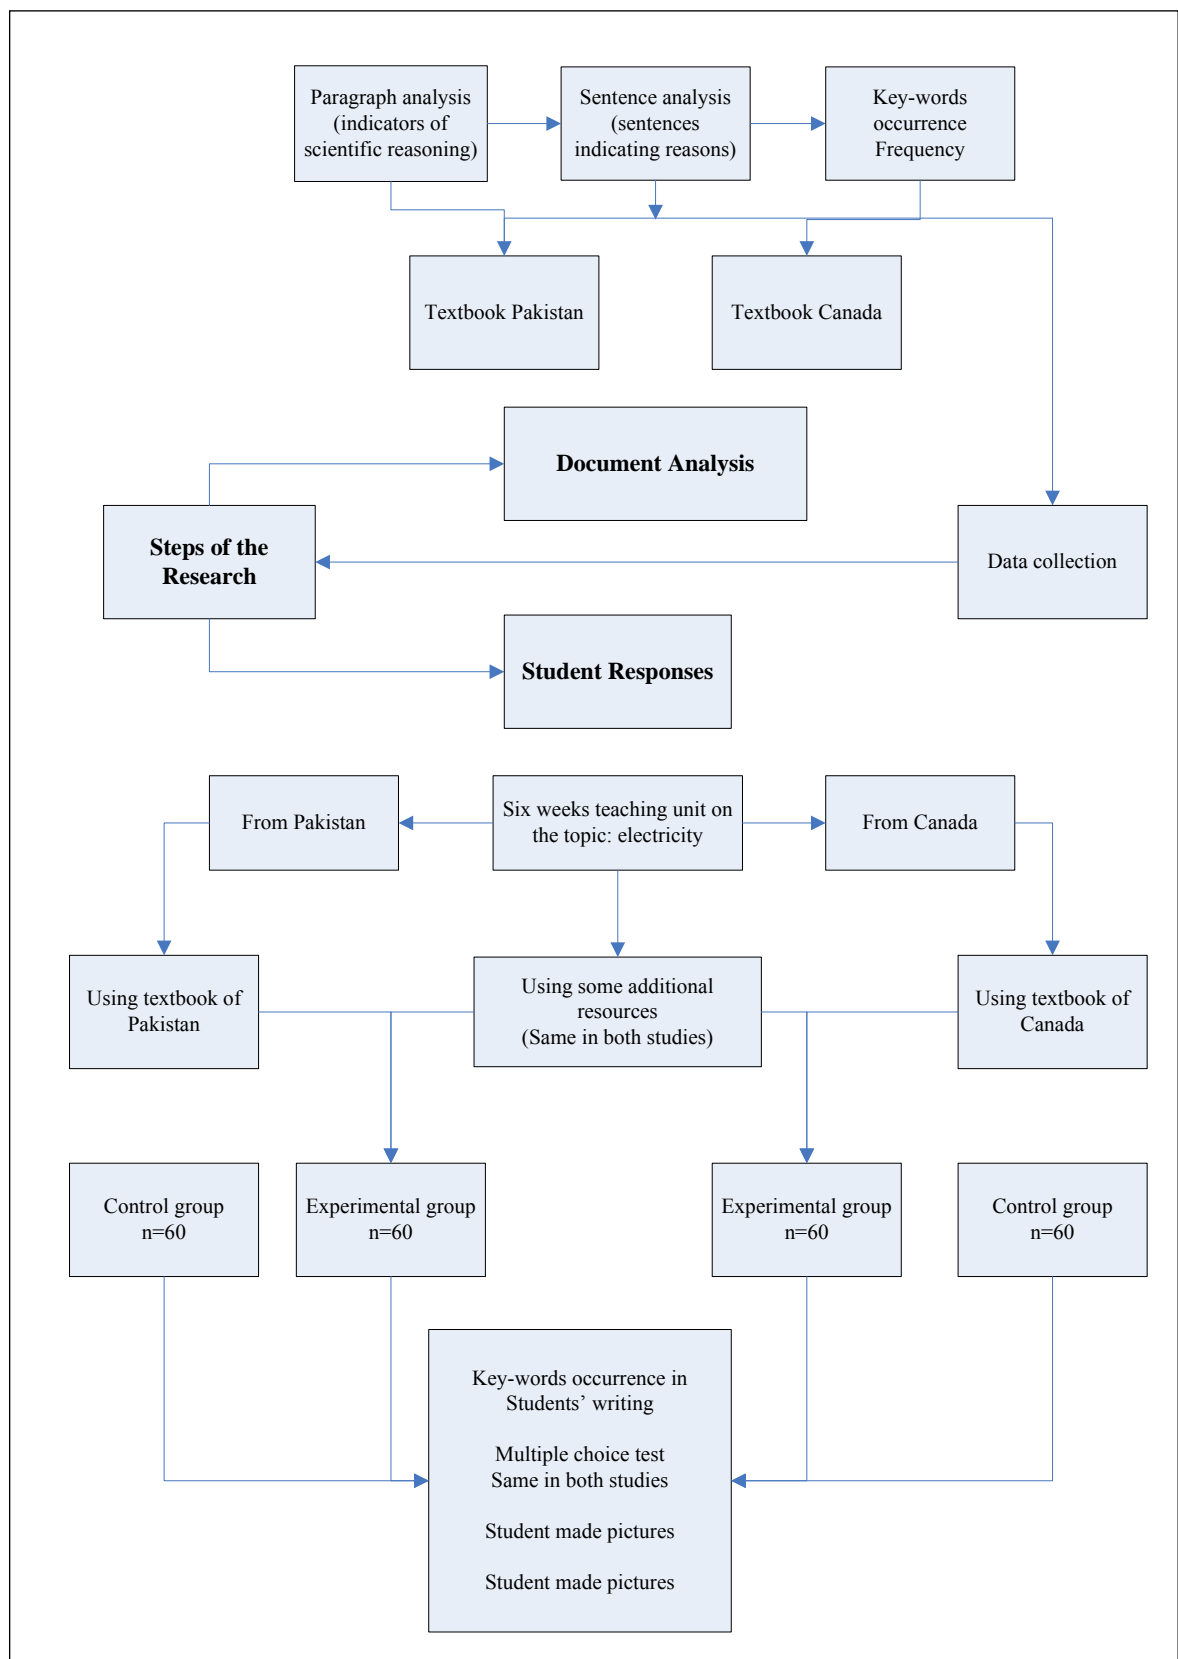 Paragraph analysis
(indicators of
scientific reasoning)
Sentence analysis
(sentences
indicating reasons)
Key-words
occurrence
Frequency
Textbook Pakistan
Textbook Canada
Document Analysis
Steps of the
Research
Data collection
Student Responses
From Pakistan
Six weeks teaching unit on
the topic: electricity
From Canada
Using textbook of
Pakistan
Using some additional
resources
(Same in both studies)
Using textbook of
Canada
Control group
n=60
Experimental group
n=60
Experimental group
n=60
Control group
n=60
Key-words occurrence in
Students’ writing
Multiple choice test
Same in both studies
Student made pictures
Student made pictures